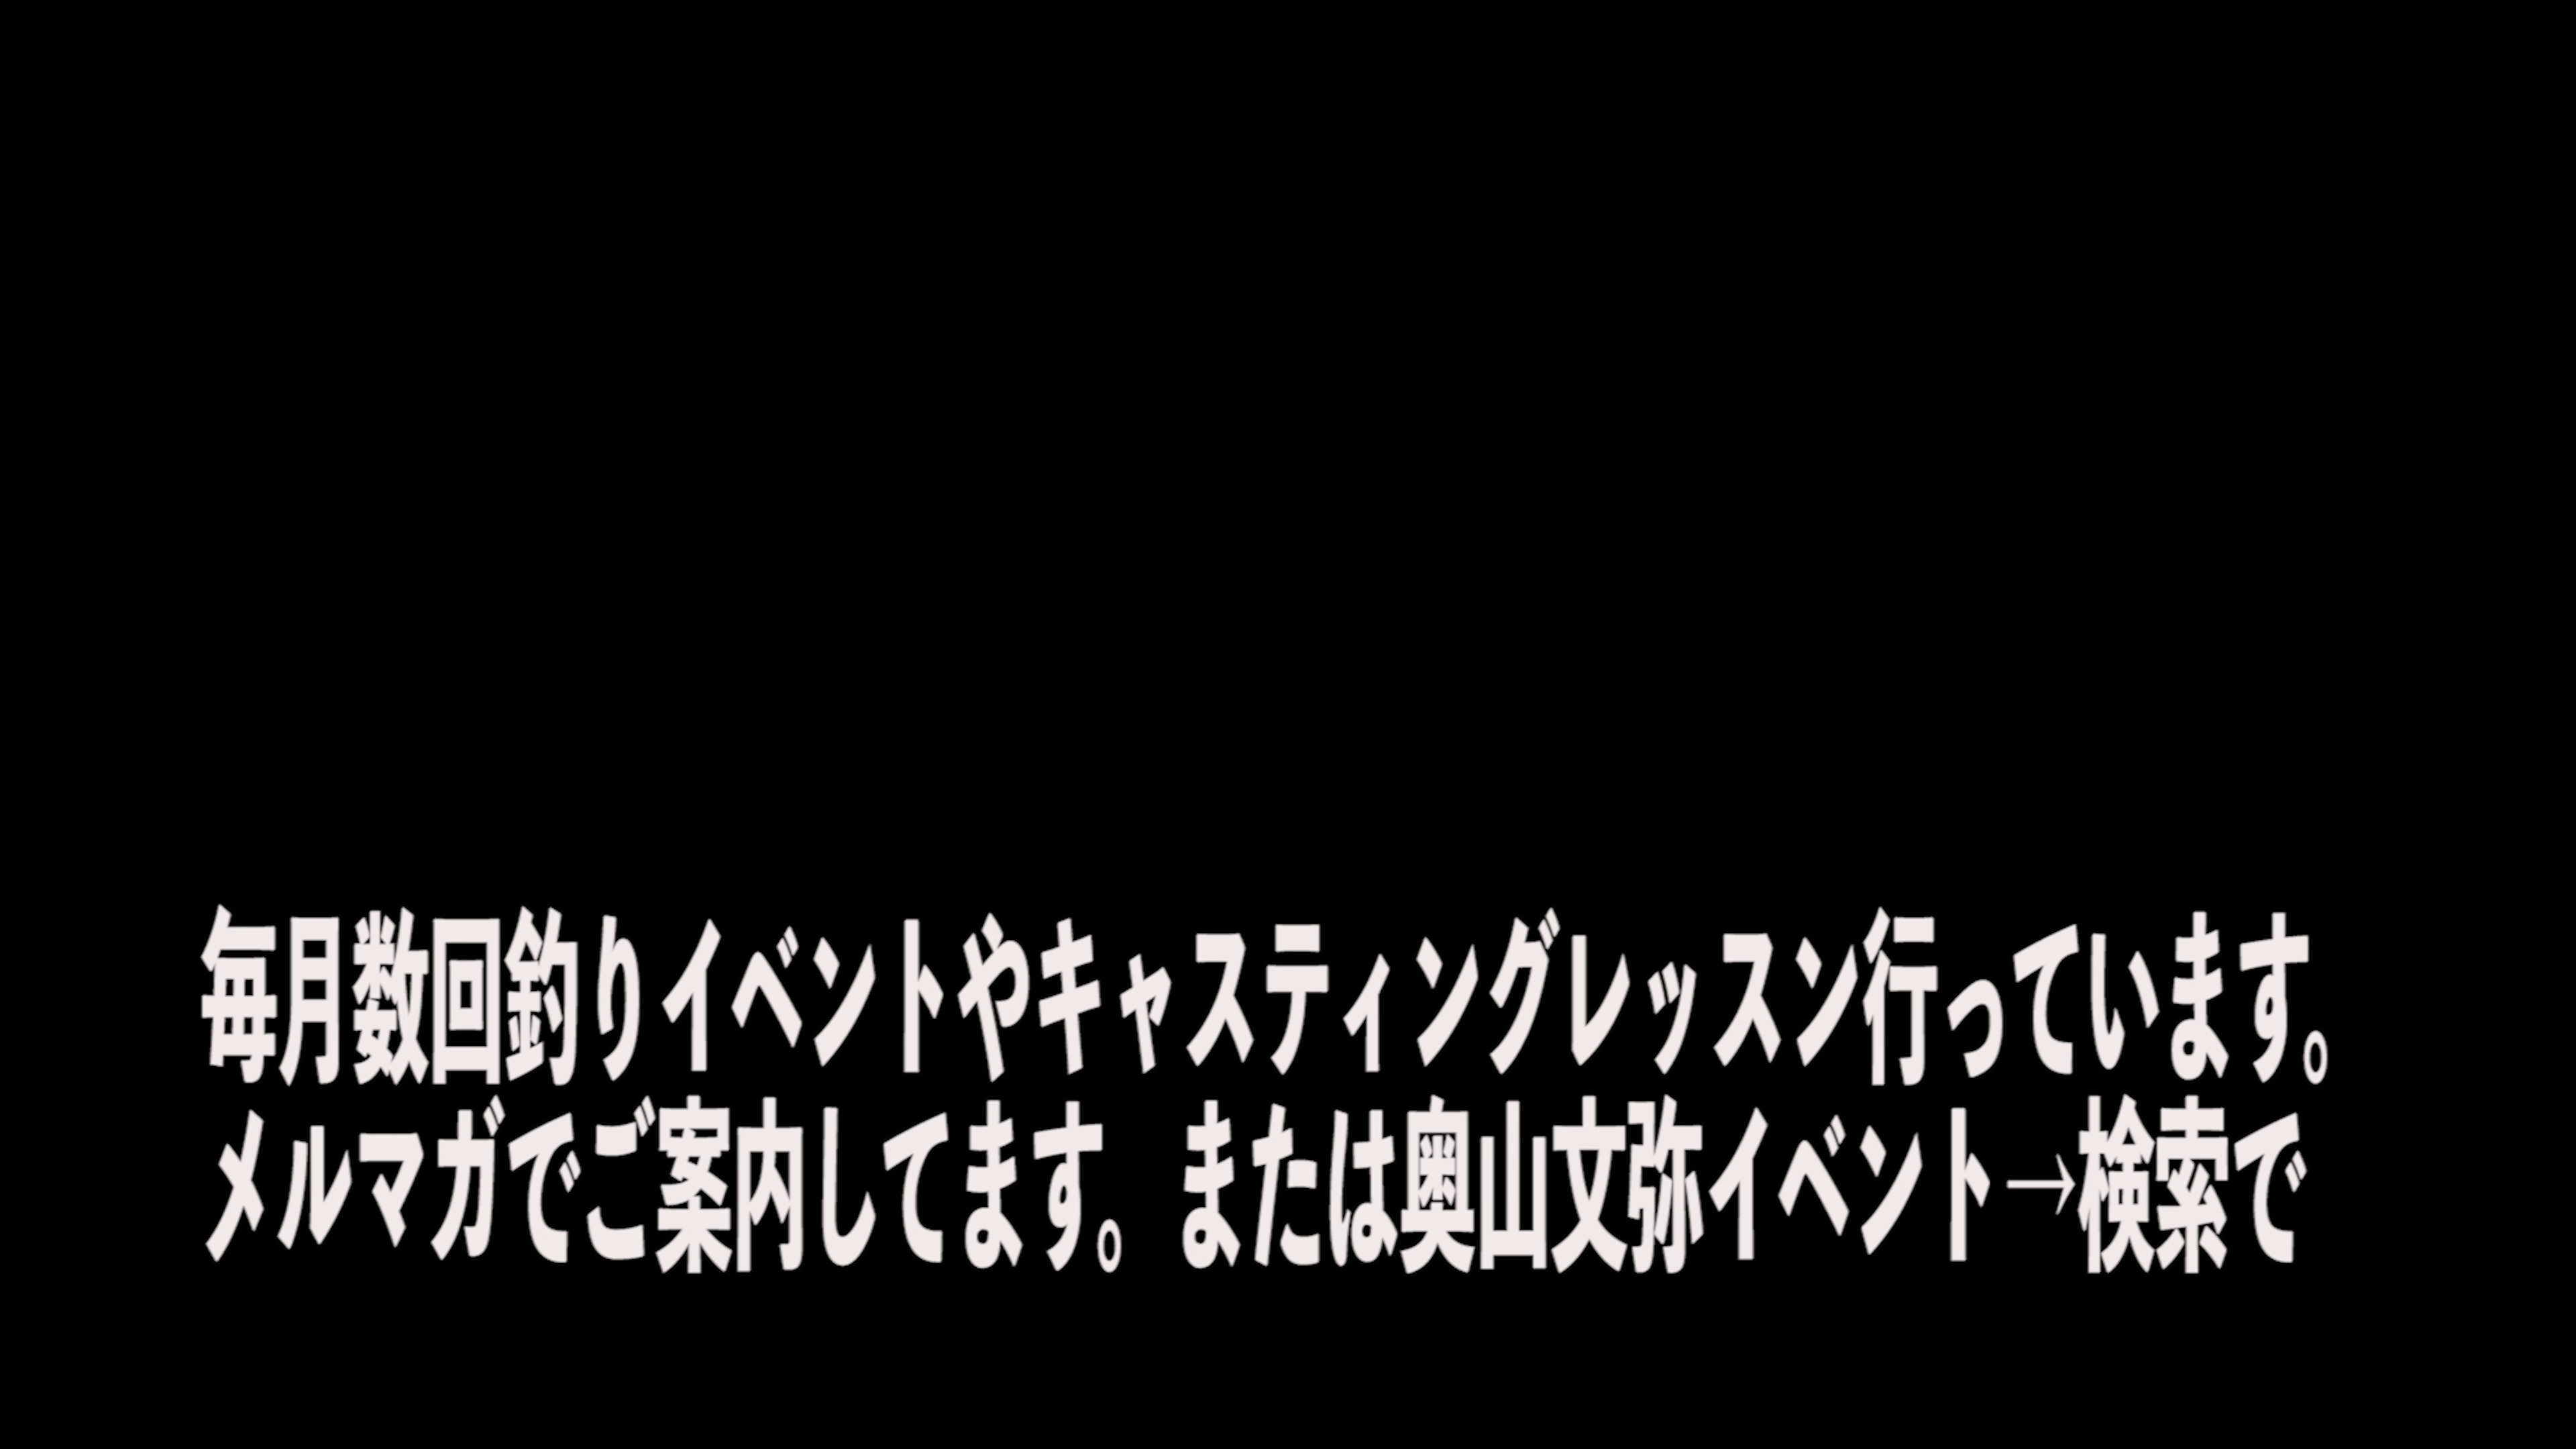 毎月数回釣りイベントやキャスティングレッスン行っています。
メルマガでご案内してます。または奥山文弥イベント→検索で